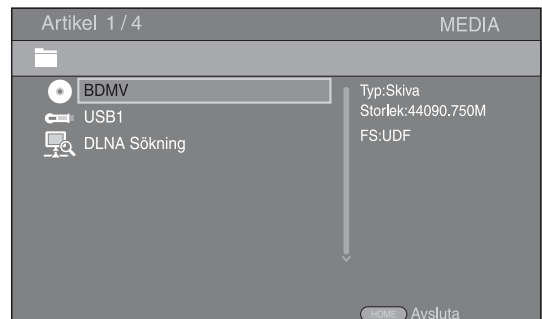 Artikel 1 / 4
MEDIA
BDMV
USB1
DLNA Sökning
Typ:Skiva
Storlek:44090.750M
FS:UDF
HOME Avsluta